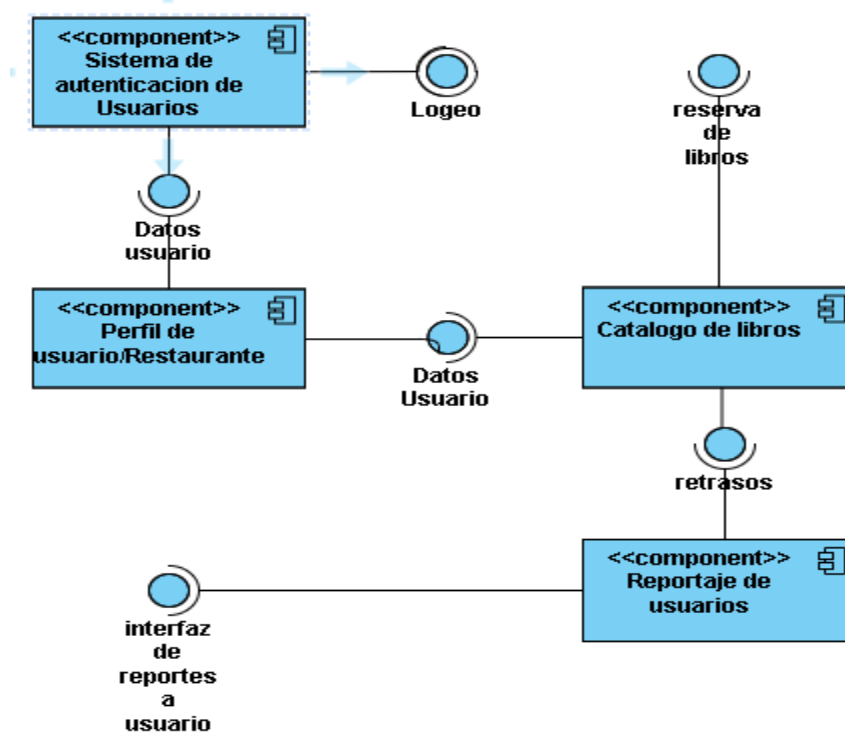 <<component>>
Sistema de
autenticacion de
Usuarios
Logeo
reserva
de
libros
Datos
usuario
<<component>>
Perfil de
usuario/Restaurante
Datos
Usuario
<<component>>
Catalogo de libros
retrasos
<<component>>
Reportaje de
usuarios
interfaz
de
reportes
a
usuario